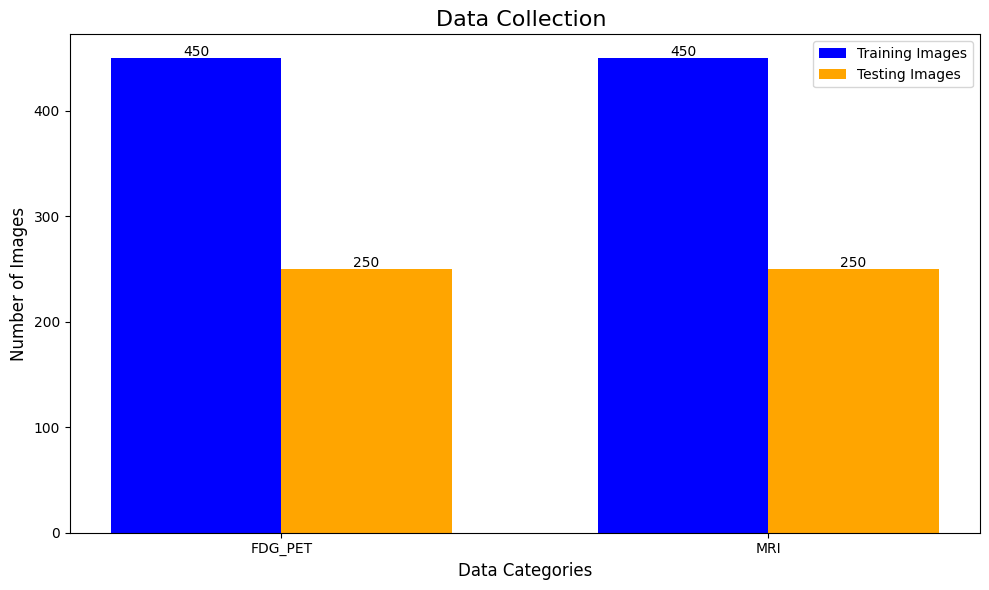 Data Collection
450
450
Training Images
Testing Images
400
250
250
300
200
100
0
Number of Images
FDG_PET
MRI
Data Categories